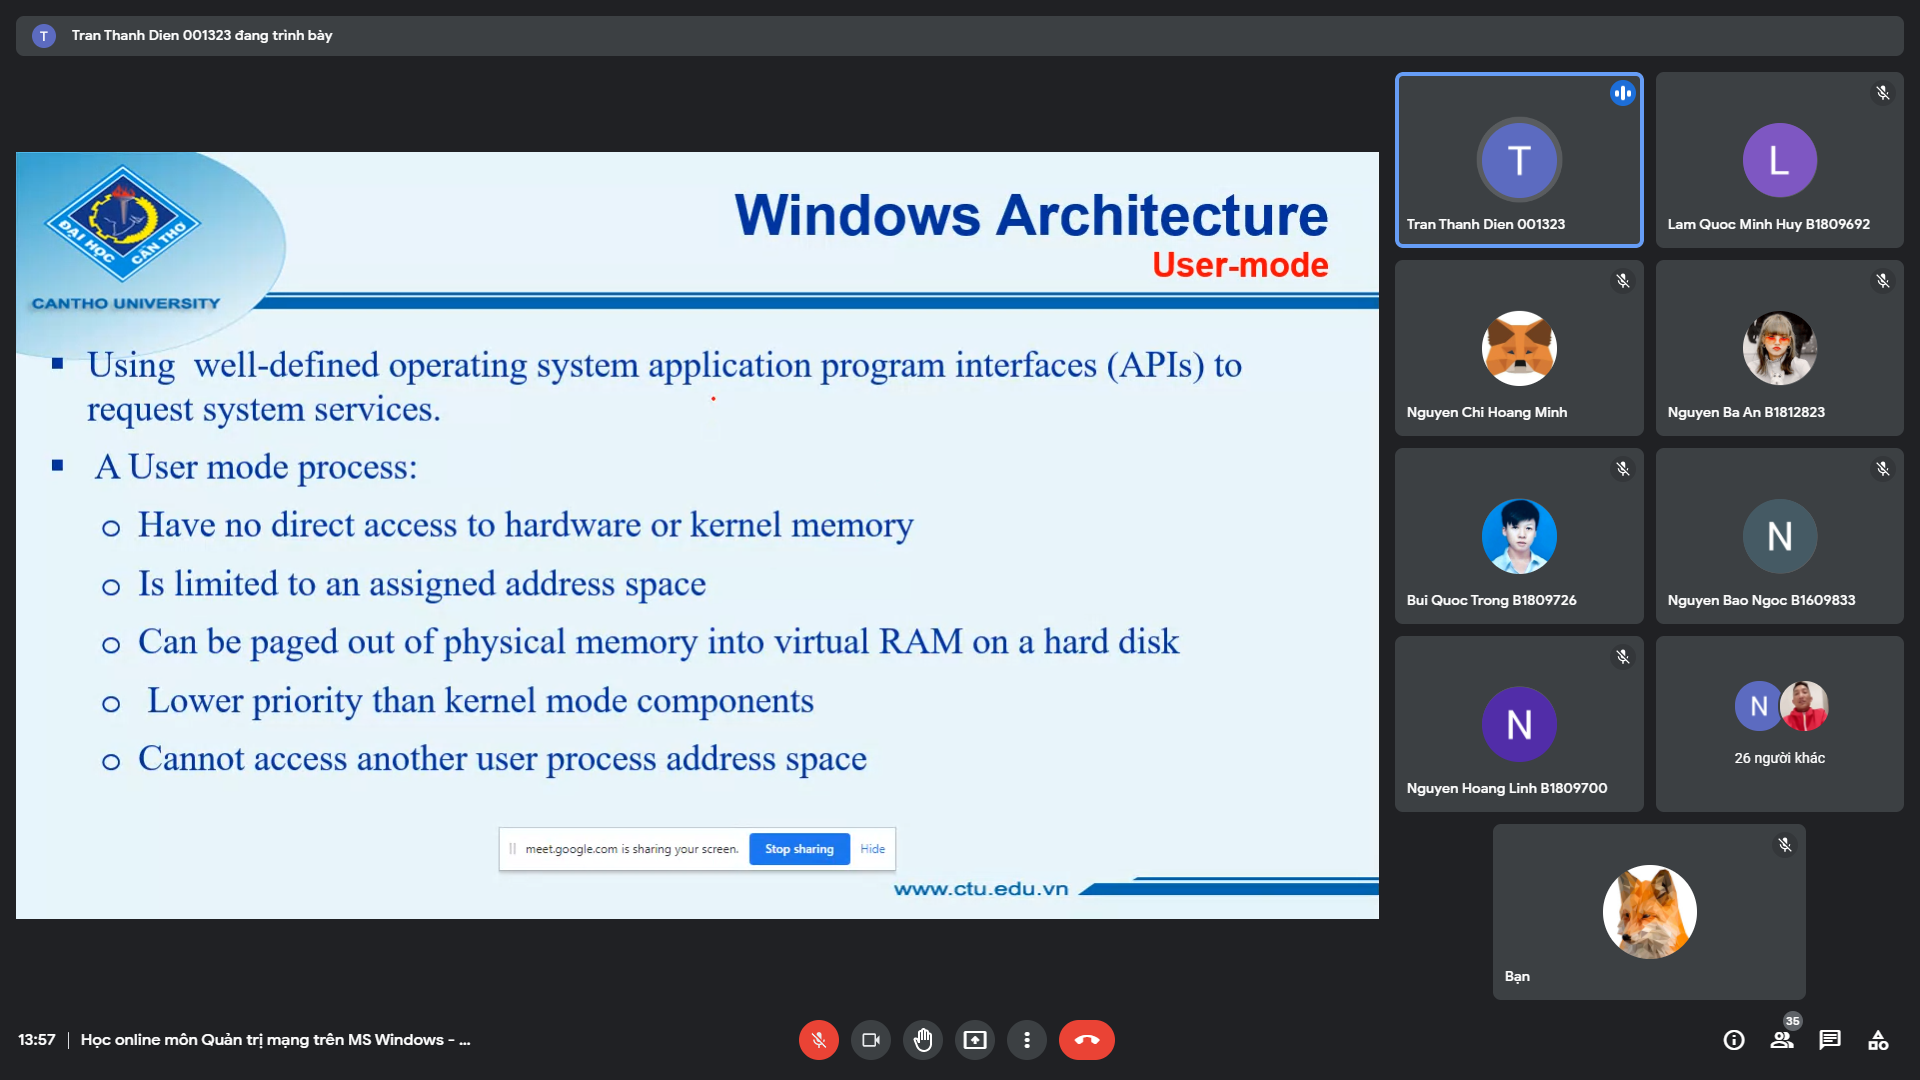 T
Tran Thanh Dien 001323 đang trình bày
ĐẠI HỌC CẦN THƠ
CANTHO UNIVERSITY
Windows Architecture
User-mode
Using well-defined operating system application program interfaces (APIs) to
request system services.
A User mode process:
Have no direct access to hardware or kernel memory
Is limited to an assigned address space
Can be paged out of physical memory into virtual RAM on a hard disk
Lower priority than kernel mode components
Cannot access another user process address space
meet.google.com is sharing your screen.
Stop sharing
Hide
www.ctu.edu.vn
T
Tran Thanh Dien 001323
L
Lam Quoc Minh Huy B1809692
Nguyen Chi Hoang Minh
Nguyen Ba An B1812823
Bui Quoc Trong B1809726
N
Nguyen Bao Ngoc B1609833
N
Nguyen Hoang Linh B1809700
N
26 người khác
Bạn
13:57
Học online môn Quản trị mạng trên MS Windows - ...
35